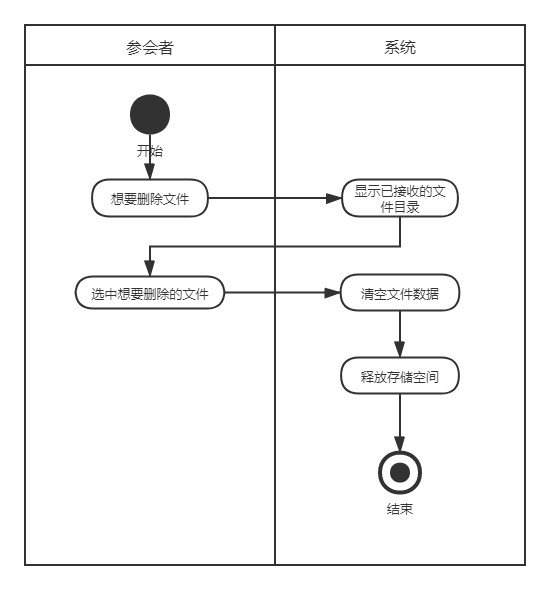 参会者
系统
开始
想要删除文件
显示已接收的文
件目录
选中想要删除的文件
清空文件数据
释放存储空间
结束